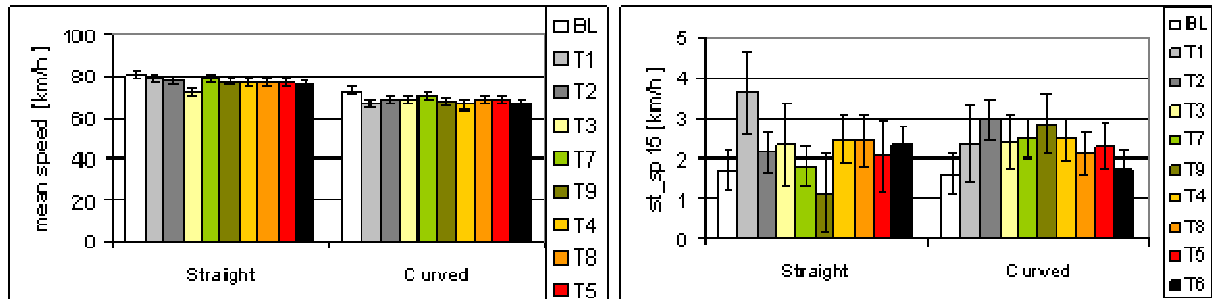 mean speed [km/h]
100
80
60
40
20
0
Straight
Curved
BL
T1
T2
T3
T7
T9
T4
T8
T5
st_sp15 [km/h]
5
4
3
2
1
0
Straight
Curved
BL
T1
T2
T3
T7
T9
T4
T8
T5
T6